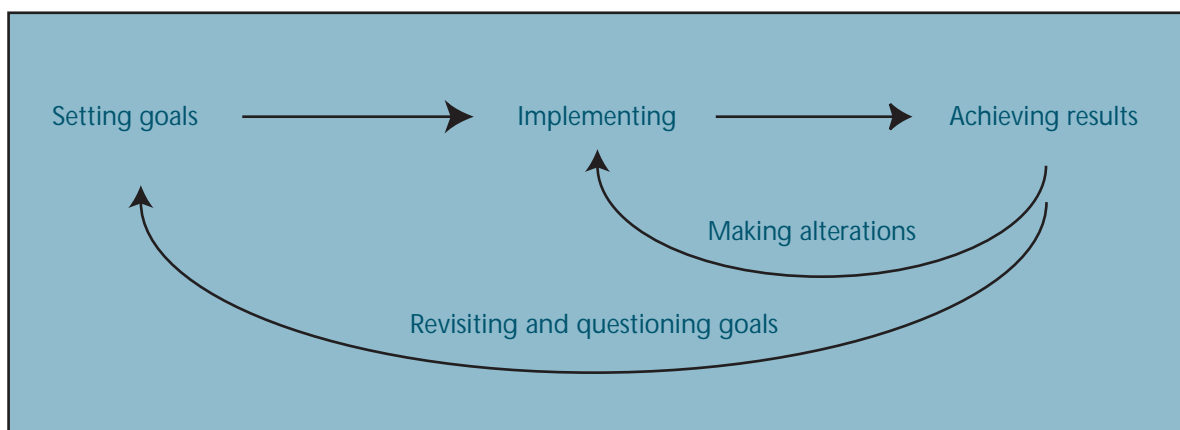 Setting goals
Implementing
Achieving results
Making alterations
Revisiting and questioning goals